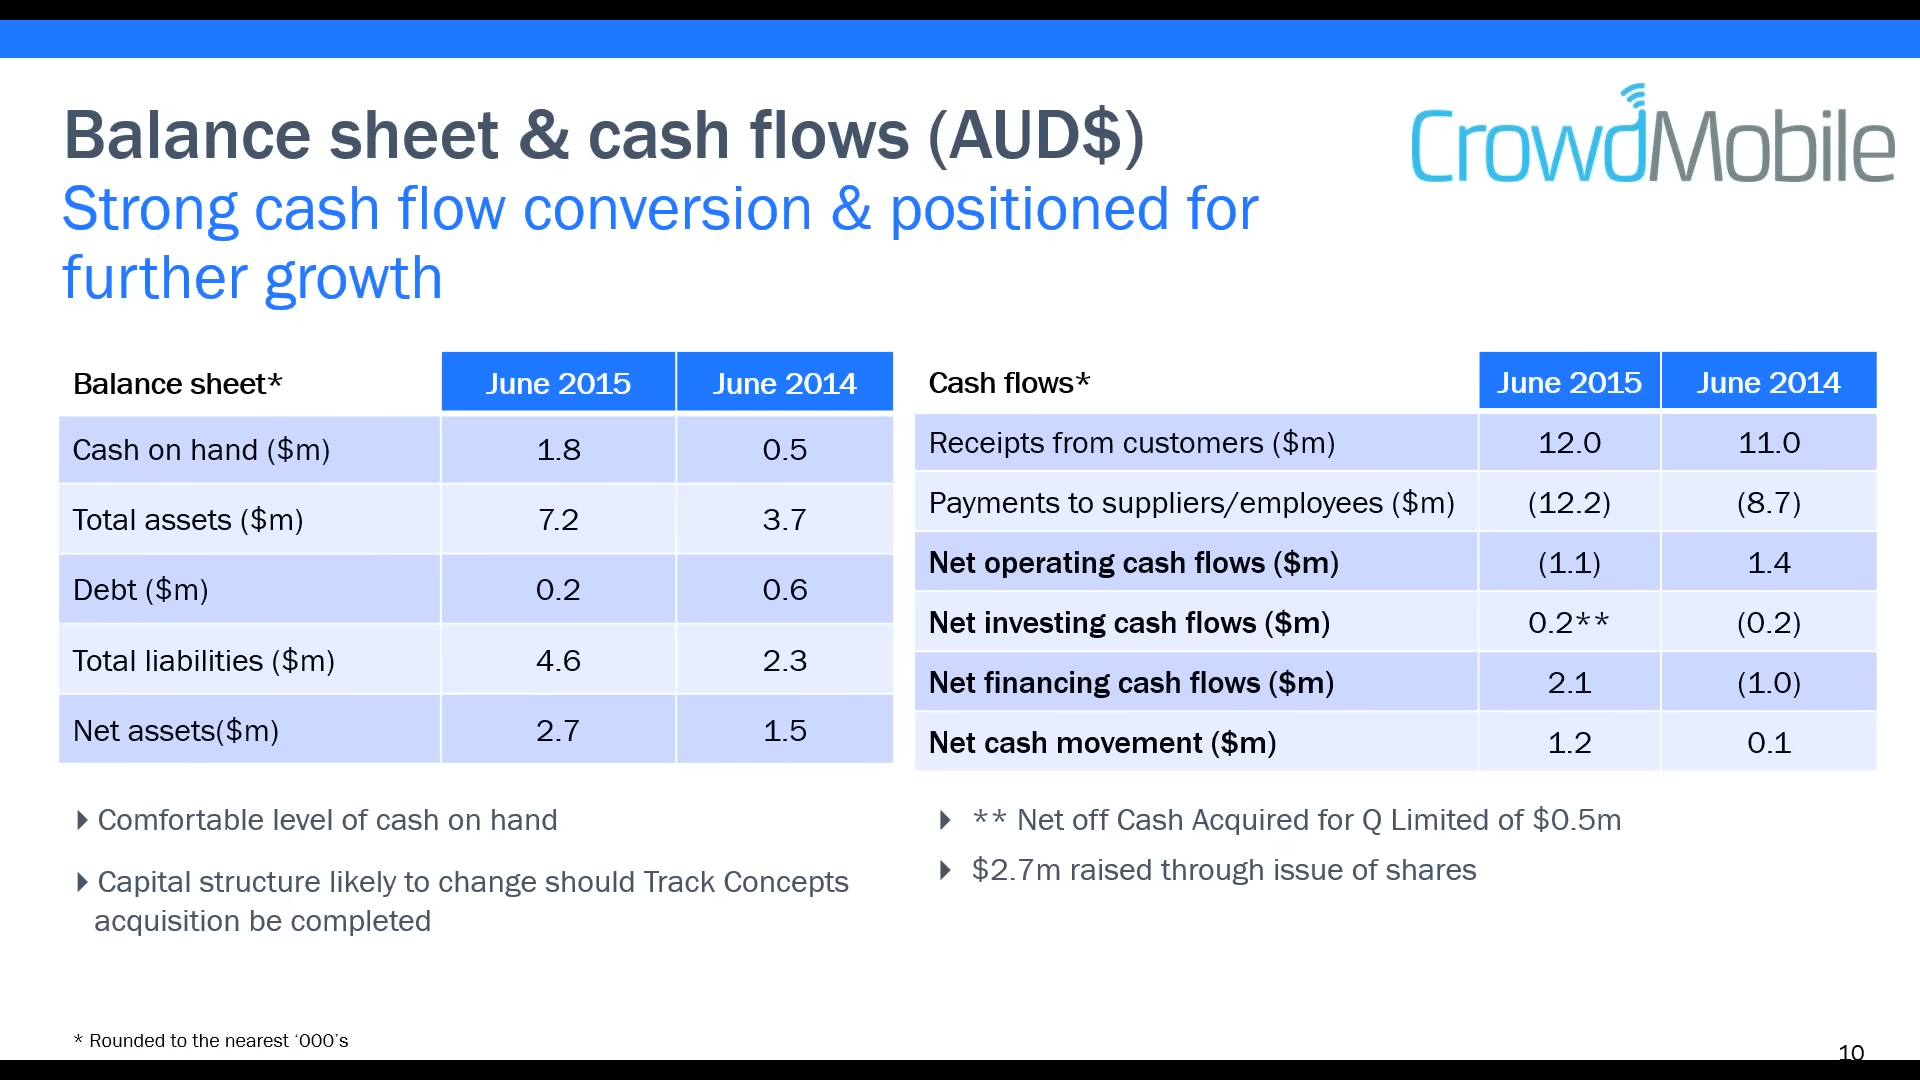 Balance sheet & cash flows (AUD$)
CrowdMobile
Strong cash flow conversion & positioned for
further growth
Balance sheet* June 2015 June 2014
Cash on hand ($m) 1.8 0.5
Total assets ($m) 7.2 3.7
Debt ($m) 0.2 0.6
Total liabilities ($m) 4.6 2.3
Net assets($m) 2.7 1.5
Cash flows* June 2015 June 2014
Receipts from customers ($m) 12.0 11.0
Payments to suppliers/employees ($m) (12.2) (8.7)
Net operating cash flows ($m) (1.1) 1.4
Net investing cash flows ($m) 0.2** (0.2)
Net financing cash flows ($m) 2.1 (1.0)
Net cash movement ($m) 1.2 0.1
Comfortable level of cash on hand
Capital structure likely to change should Track Concepts
acquisition be completed
** Net off Cash Acquired for Q Limited of $0.5m
$2.7m raised through issue of shares
* Rounded to the nearest ‘000’s
10